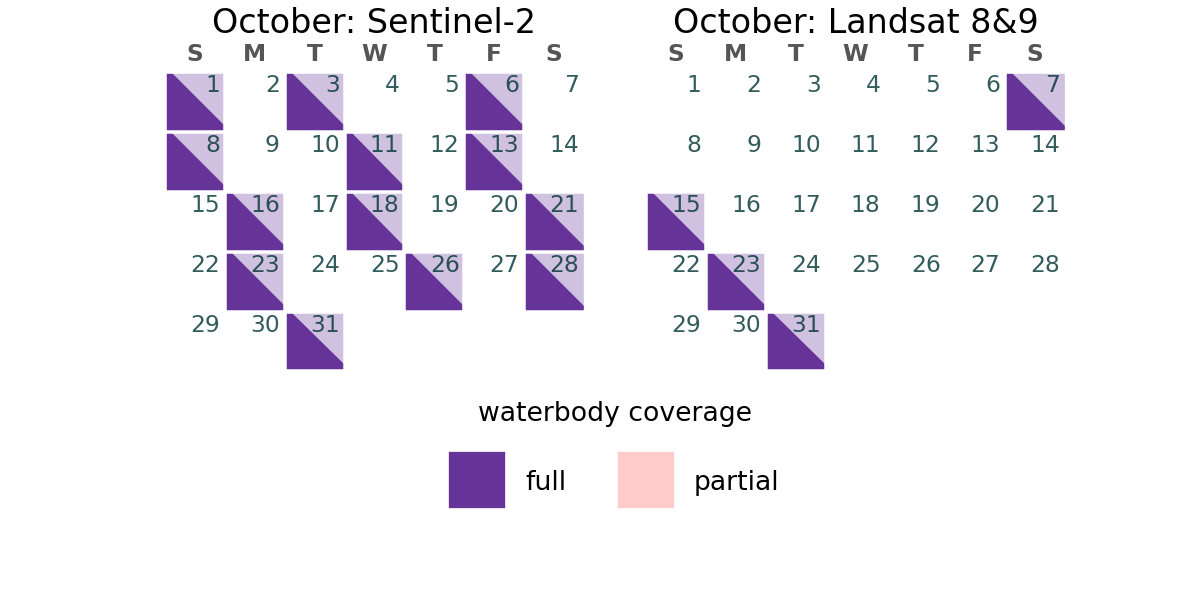 October: Sentinel-2
S M T W T F S
1 2 3 4 5 6 7
8 9 10 11 12 13 14
15 16 17 18 19 20 21
22 23 24 25 26 27 28
29 30 31
October: Landsat 8&9
S M T W T F S
1 2 3 4 5 6 7
8 9 10 11 12 13 14
15 16 17 18 19 20 21
22 23 24 25 26 27 28
29 30 31
waterbody coverage
full partial